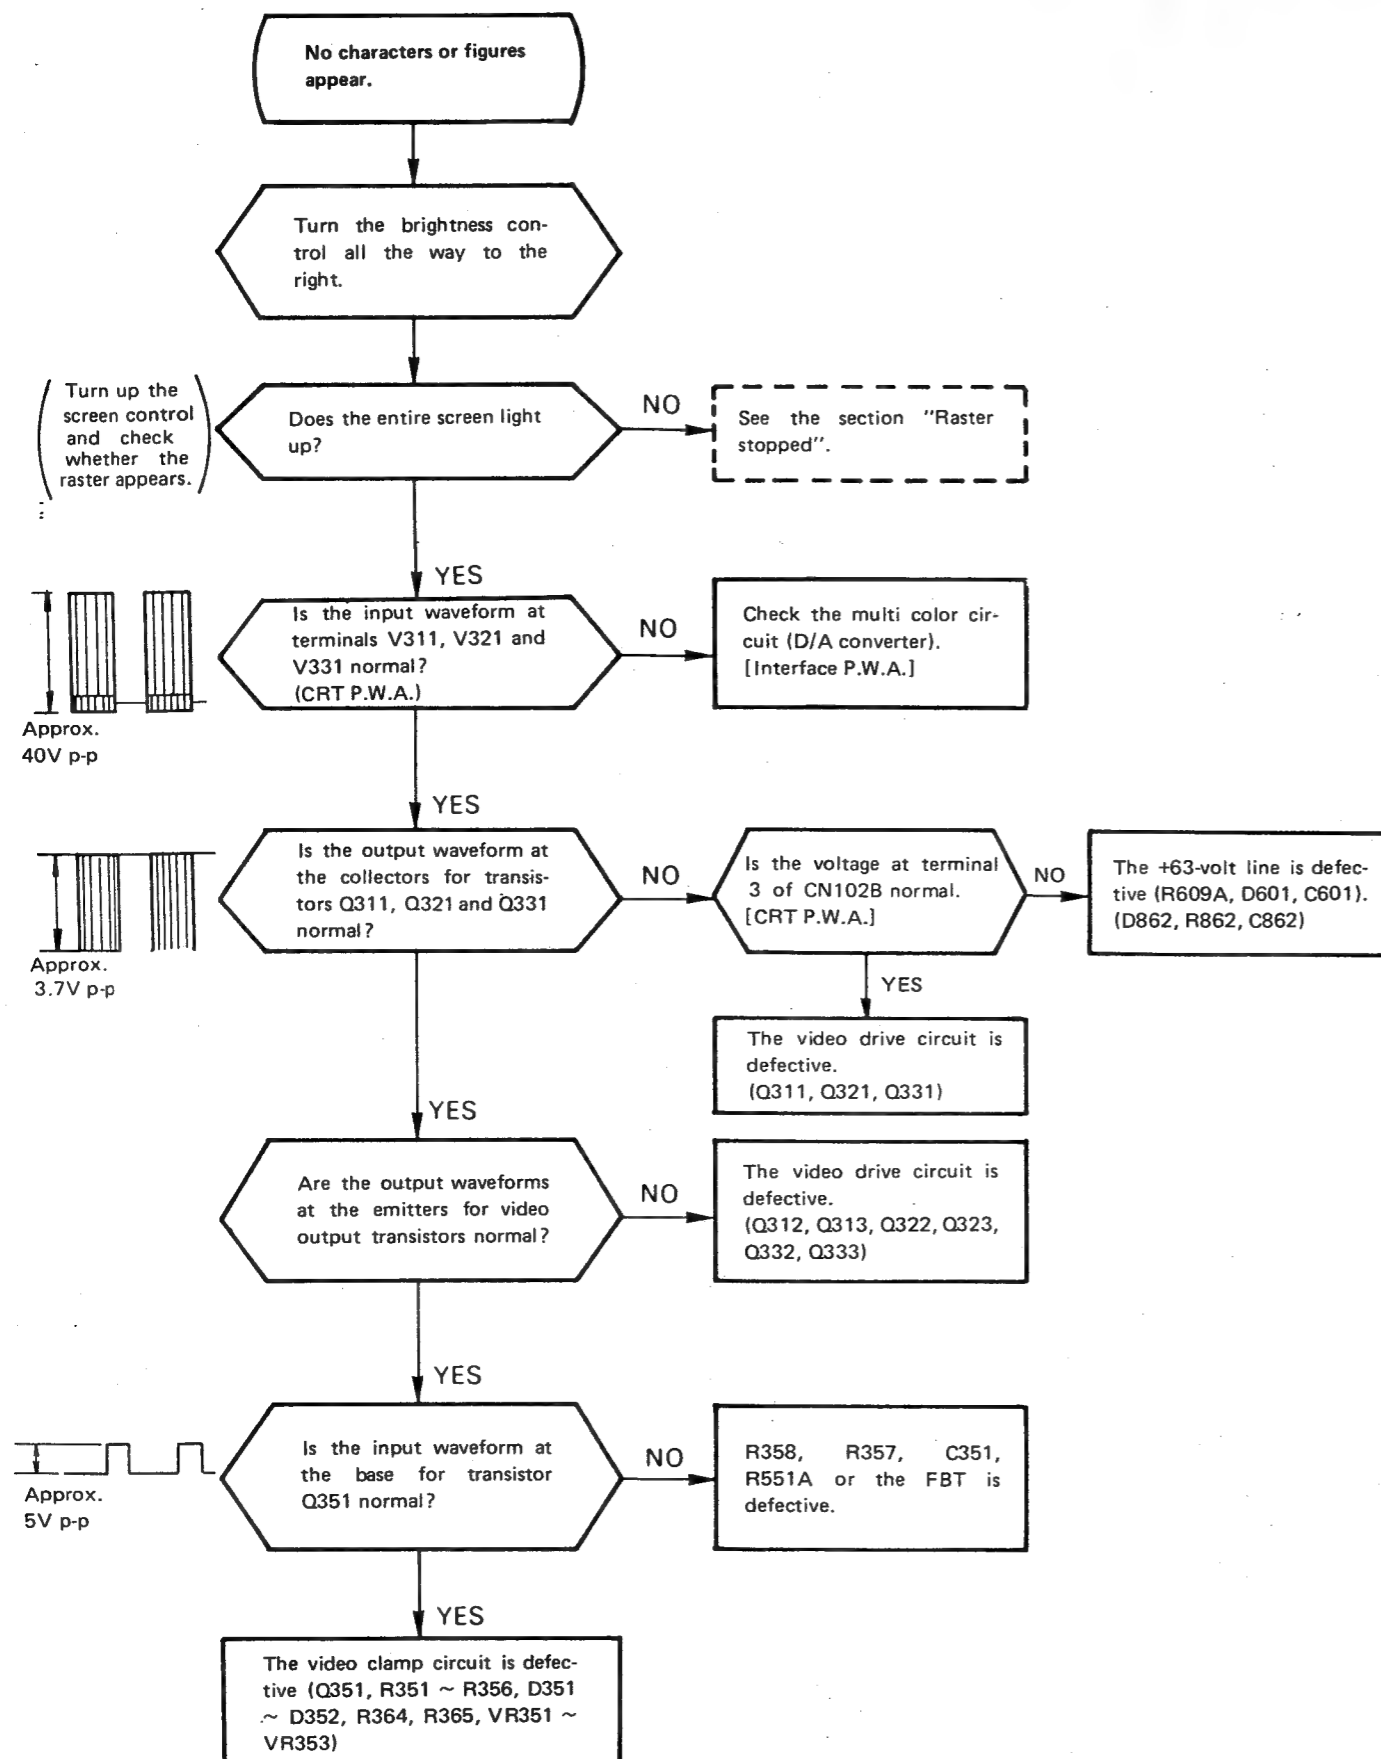 No characters or figures
appear.
Turn the brightness con-
trol all the way to the
right.
Turn up the
screen control
and check
whether the
raster appears.
Does the entire screen light
up?
NO
See the section "Raster
stopped".
YES
Approx.
40V p-p
Is the input waveform at
terminals V311, V321 and
V331 normal?
(CRT P.W.A.)
NO
Check the multi color cir-
cuit (D/A converter).
[Interface P.W.A.]
YES
Approx.
3.7V p-p
Is the output waveform at
the collectors for transis-
tors Q311, Q321 and Q331
normal?
NO
Is the voltage at terminal
3 of CN102B normal.
[CRT P.W.A.]
NO
The +63-volt line is defec-
tive (R609A, D601, C601).
(D862, R862, C862)
YES
The video drive circuit is
defective.
(Q311, Q321, Q331)
YES
Are the output waveforms
at the emitters for video
output transistors normal?
NO
The video drive circuit is
defective.
(Q312, Q313, Q322, Q323,
Q332, Q333)
YES
Approx.
5V p-p
Is the input waveform at
the base for transistor
Q351 normal?
NO
R358, R357, C351,
R551A or the FBT is
defective.
YES
The video clamp circuit is defec-
tive (Q351, R351 ~ R356, D351
~ D352, R364, R365, VR351 ~
VR353)